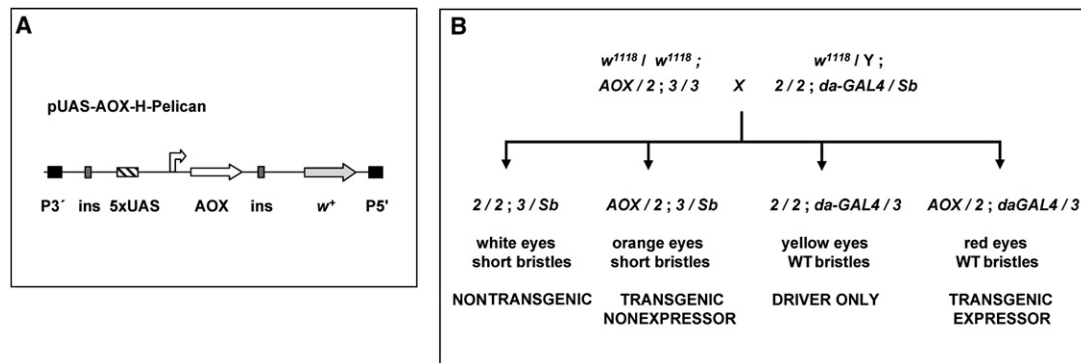 A
pUAS-AOX-H-Pelican
P3´ ins 5xUAS AOX ins w+ P5'
B
w1118 / w1118 ; w1118 / Y ;
AOX / 2 ; 3 / 3 X 2 / 2 ; da-GAL4 / Sb
2 / 2 ; 3 / Sb AOX / 2 ; 3 / Sb 2 / 2 ; da-GAL4 / 3 AOX / 2 ; daGAL4 / 3
white eyes orange eyes yellow eyes red eyes
short bristles short bristles WT bristles WT bristles
NONTRANSGENIC TRANSGENIC DRIVER ONLY TRANSGENIC
NONEXPRESSOR EXPRESSOR